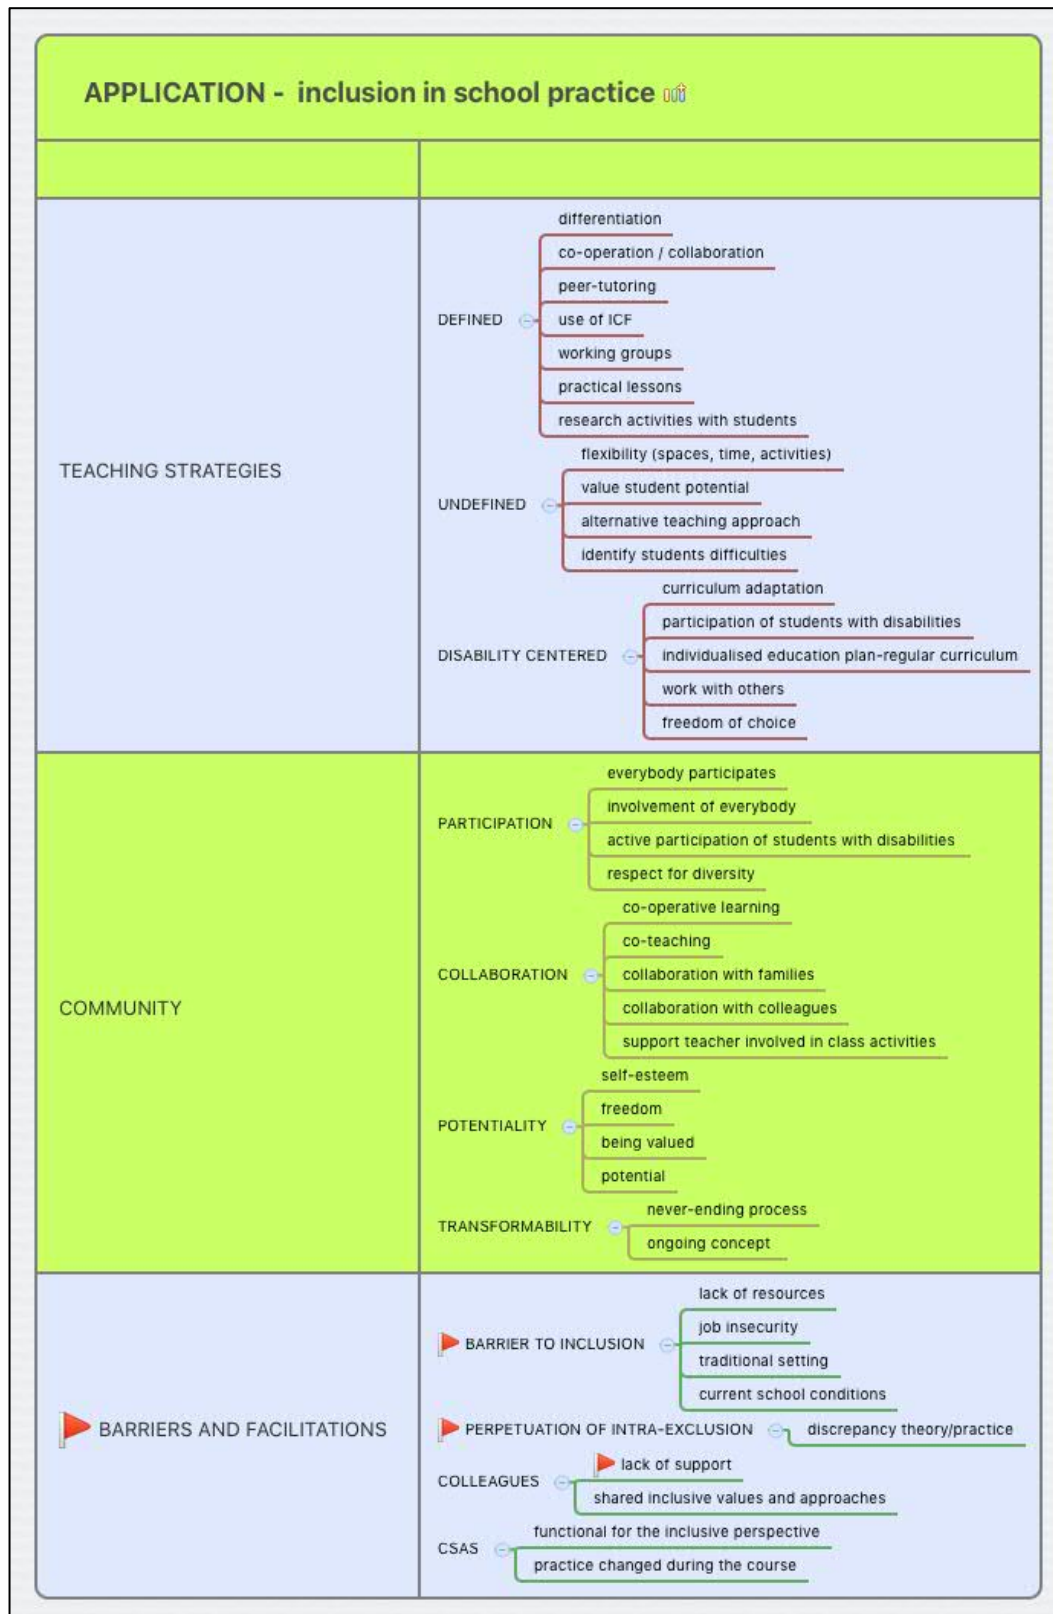 APPLICATION - inclusion in school practice
TEACHING STRATEGIES
DEFINED
differentiation
co-operation / collaboration
peer-tutoring
use of ICF
working groups
practical lessons
research activities with students
UNDEFINED
flexibility (spaces, time, activities)
value student potential
alternative teaching approach
identify students difficulties
DISABILITY CENTERED
curriculum adaptation
participation of students with disabilities
individualised education plan-regular curriculum
work with others
freedom of choice
COMMUNITY
PARTICIPATION
everybody participates
involvement of everybody
active participation of students with disabilities
respect for diversity
COLLABORATION
co-operative learning
co-teaching
collaboration with families
collaboration with colleagues
support teacher involved in class activities
POTENTIALITY
self-esteem
freedom
being valued
potential
TRANSFORMABILITY
never-ending process
ongoing concept
BARRIERS AND FACILITATIONS
BARRIER TO INCLUSION
lack of resources
job insecurity
traditional setting
current school conditions
PERPETUATION OF INTRA-EXCLUSION
discrepancy theory/practice
COLLEAGUES
lack of support
shared inclusive values and approaches
CSAS
functional for the inclusive perspective
practice changed during the course